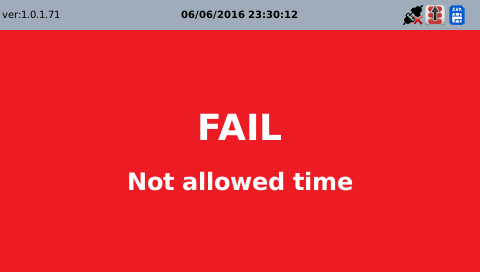 ver:1.0.1.71
06/06/2016 23:30:12
FAIL
Not allowed time